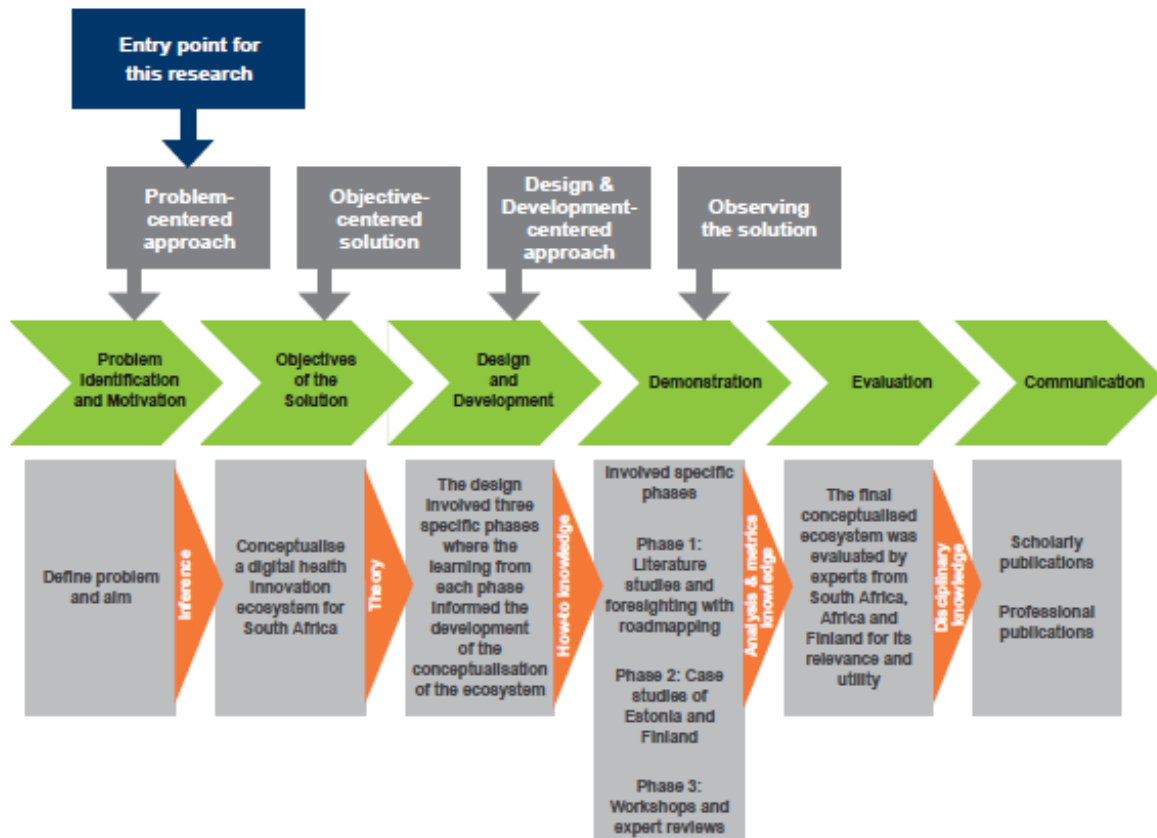 Entry point for
this research
Problem-
centered
approach
Objective-
centered
solution
Design &
Development-
centered
approach
Observing
the solution
Problem
Identification
and Motivation
Objectives
of the
Solution
Design
and
Development
Demonstration
Evaluation
Communication
Define problem
and aim
Inference
Conceptualise
a digital health
innovation
ecosystem for
South Africa
Theory
The design
involved three
specific phases
where the
learning from
each phase
informed the
development
of the
conceptualisation
of the ecosystem
How-to knowledge
Involved specific
phases
Phase 1:
Literature
studies and
foresighting with
roadmapping
Phase 2: Case
studies of
Estonia and
Finland
Phase 3:
Workshops and
expert reviews
Analysis & metrics
knowledge
The final
conceptualised
ecosystem was
evaluated by
experts from
South Africa,
Africa and
Finland for its
relevance and
utility
Disciplinary
knowledge
Scholarly
publications
Professional
publications